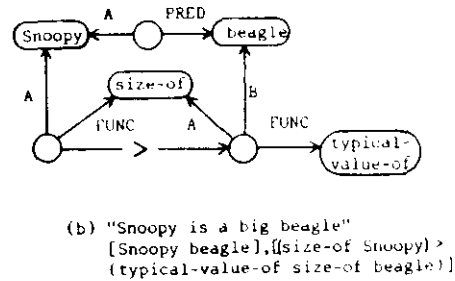 A PRED
Snoopy beagle
size-of
A B
FUNC A FUNC
>
typical-
value-of
(b) "Snoopy is a big beagle"
[Snoopy beagle],[(size-of Snoopy) >
(typical-value-of size-of beagle)]